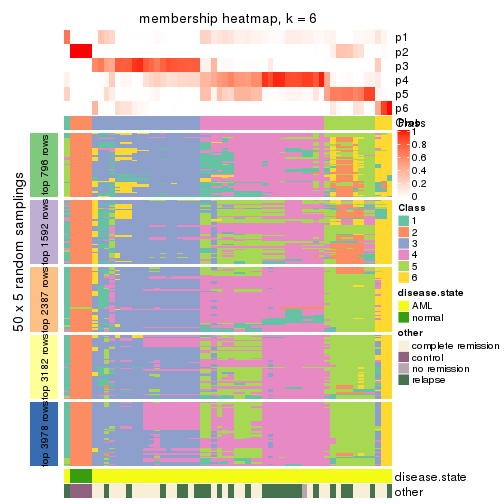 membership heatmap, k = 6
p1
p2
p3
p4
p5
p6
Class
Prob
1
0.8
0.6
0.4
0.2
0
Class
1
2
3
4
5
6
disease.state
AML
normal
other
complete remission
control
no remission
relapse
50 x 5 random samplings
top 796 rows
top 1592 rows
top 2387 rows
top 3182 rows
top 3978 rows
disease.state
other